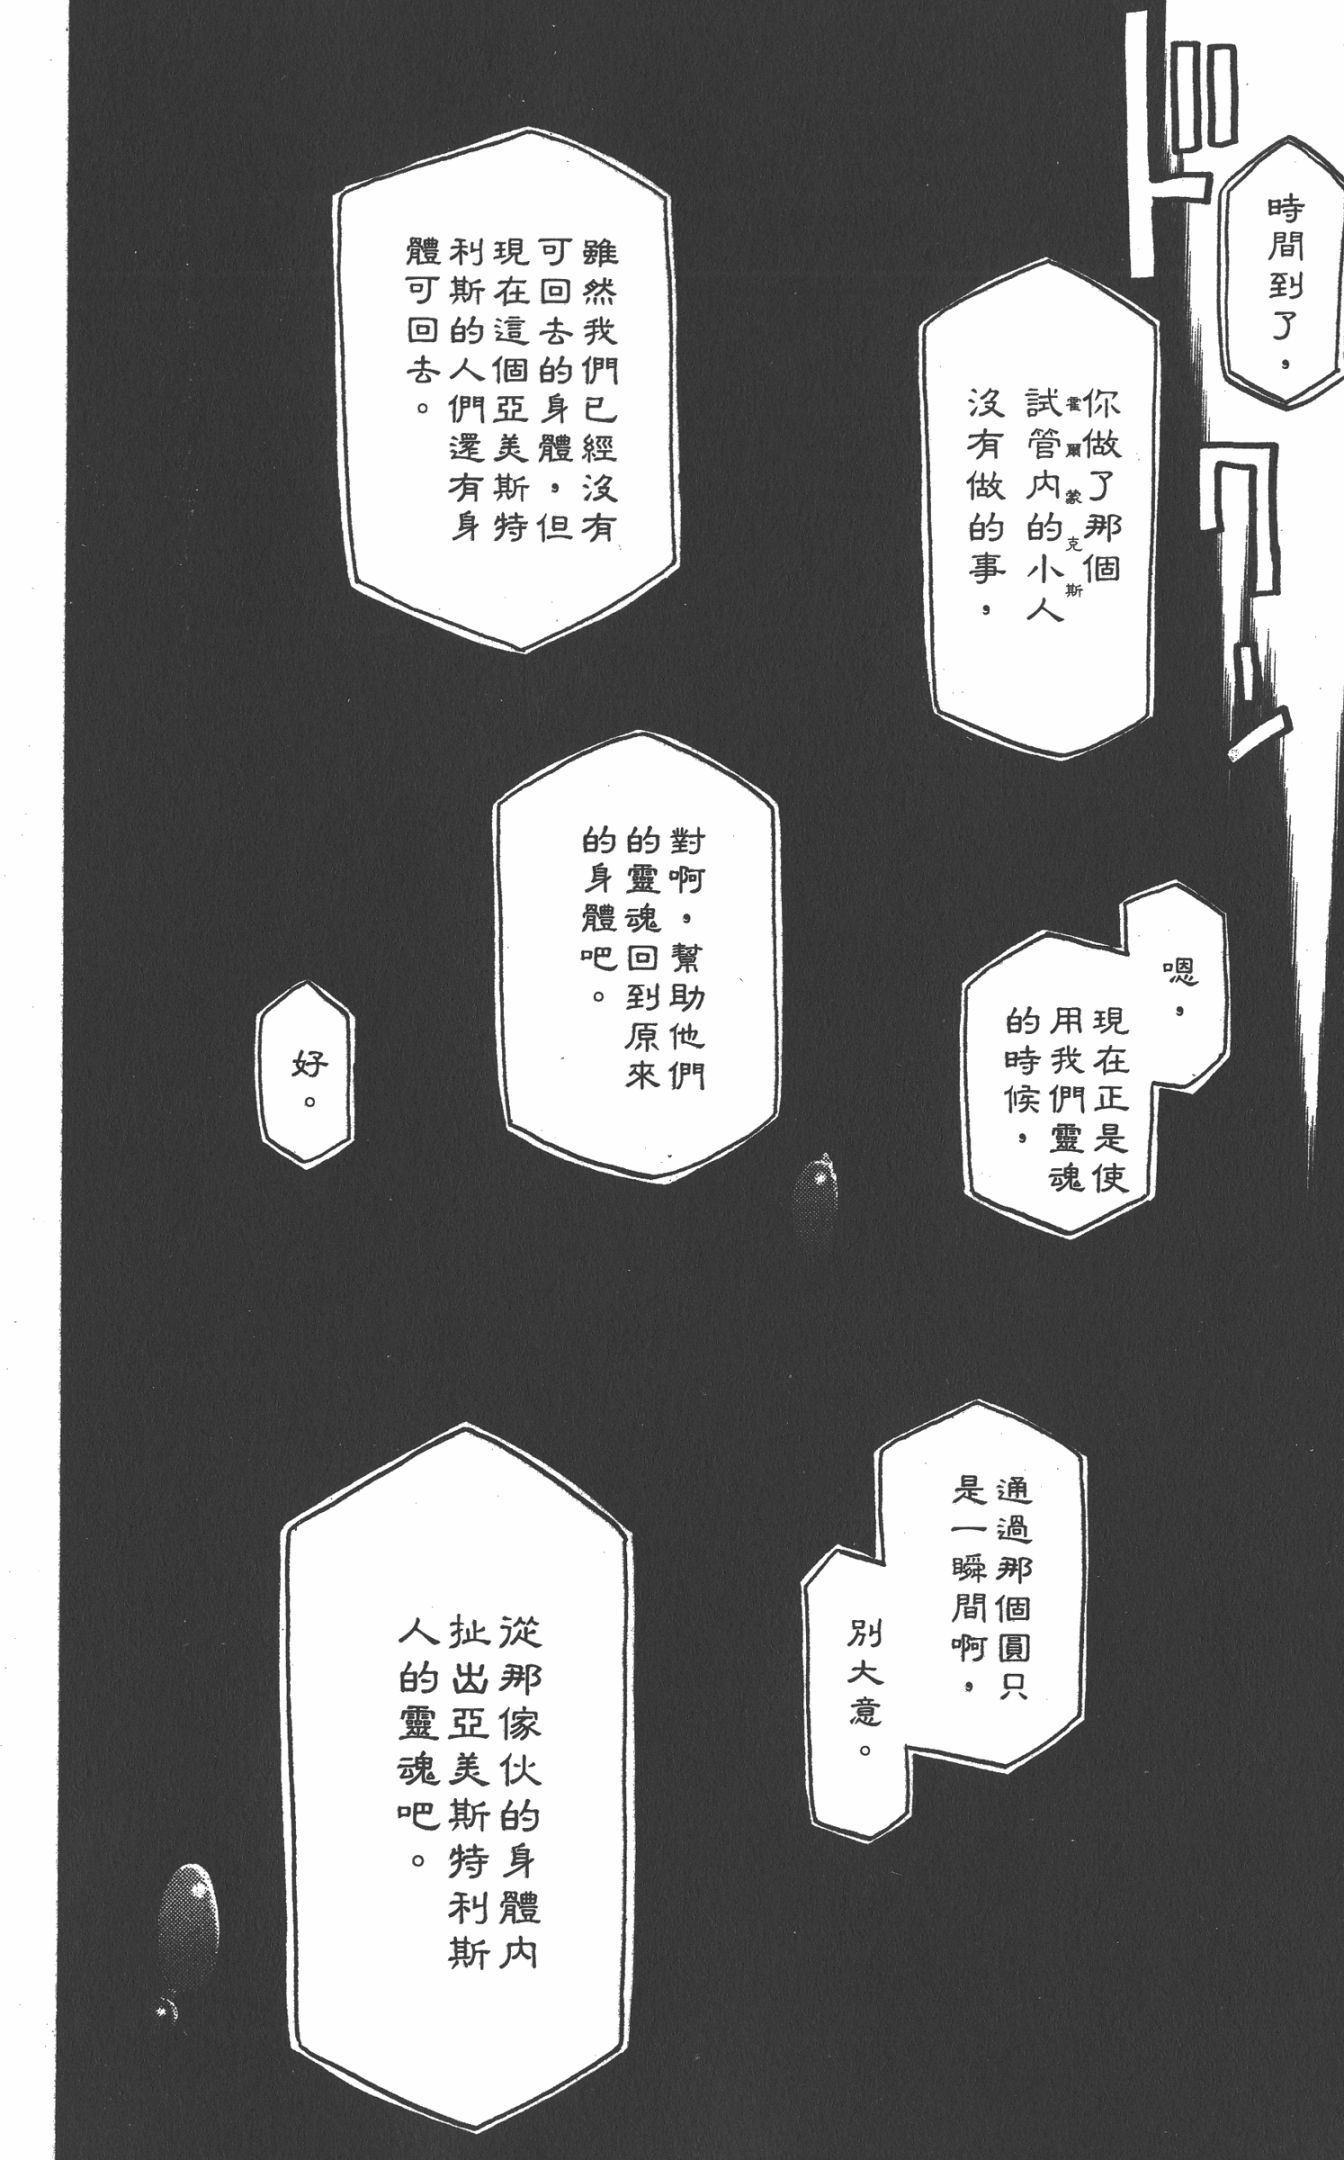 時間到了，
你做了那個
霍爾蒙克斯
試管內的小人
沒有做的事，
雖然我們已經沒有
可回去的身體，但
現在這個亞美斯特
利斯的人們還有身
體可回去。
嗯，
現在正是使
用我們靈魂
的時候，
對啊，幫助他們
的靈魂回到原來
的身體吧。
好。
通過那個圓只
是一瞬間啊，
別大意。
從那傢伙的身體內
扯出亞美斯特利斯
人的靈魂吧。